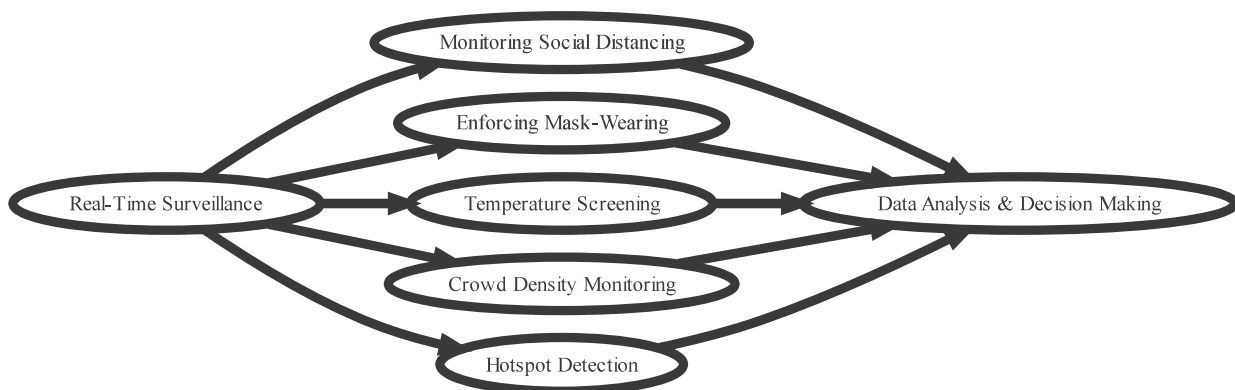 Monitoring Social Distancing
Enforcing Mask-Wearing
Real-Time Surveillance
Temperature Screening
Data Analysis & Decision Making
Crowd Density Monitoring
Hotspot Detection